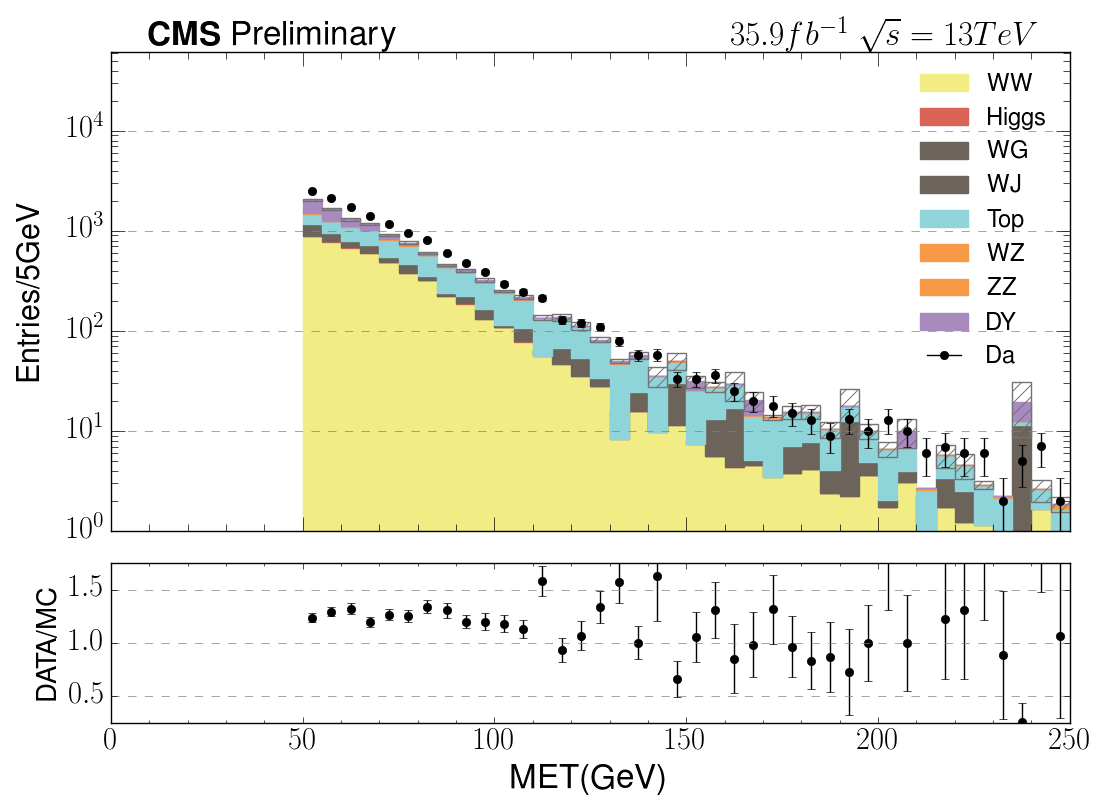 CMS Preliminary 35.9fb⁻¹ √s = 13TeV
WW
Higgs
WG
WJ
Top
WZ
ZZ
DY
Da
Entries/5GeV
10⁴
10³
10²
10¹
10⁰
DATA/MC
1.5
1.0
0.5
0 50 100 150 200 250
MET(GeV)